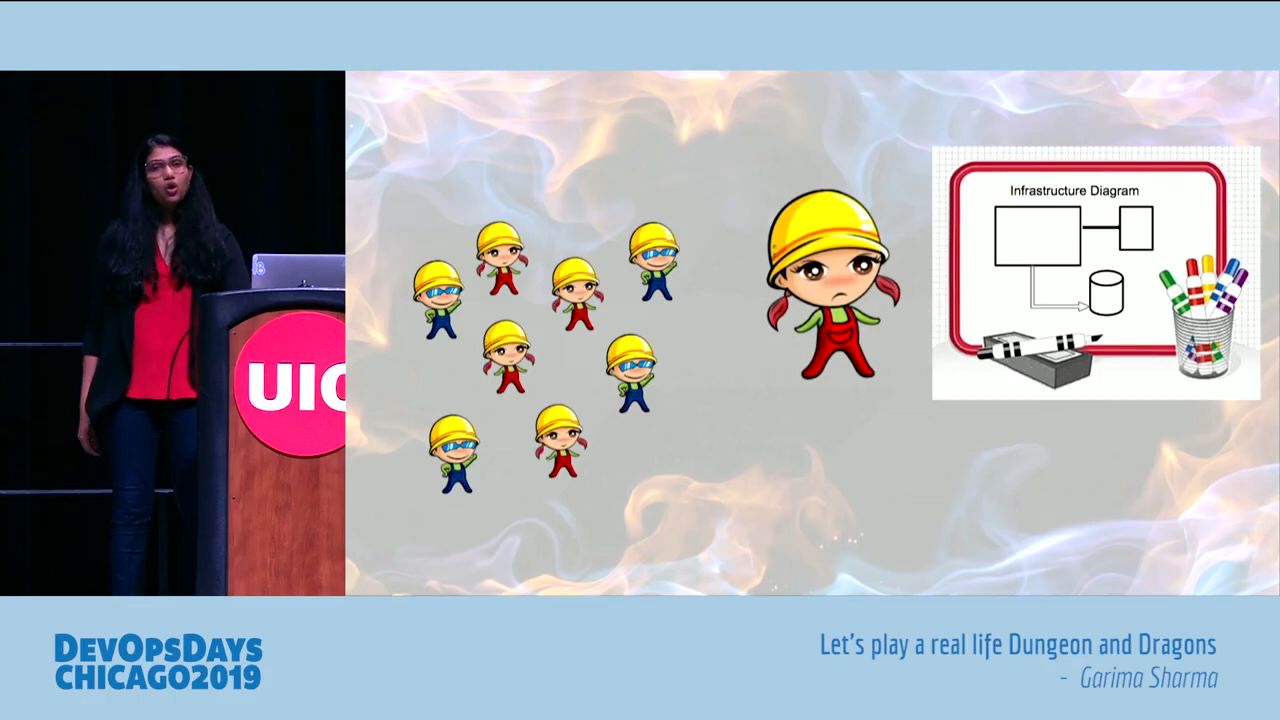 UIC
Infrastructure Diagram
DEVOPSDAYS
CHICAGO2019
Let's play a real life Dungeon and Dragons
- Garima Sharma